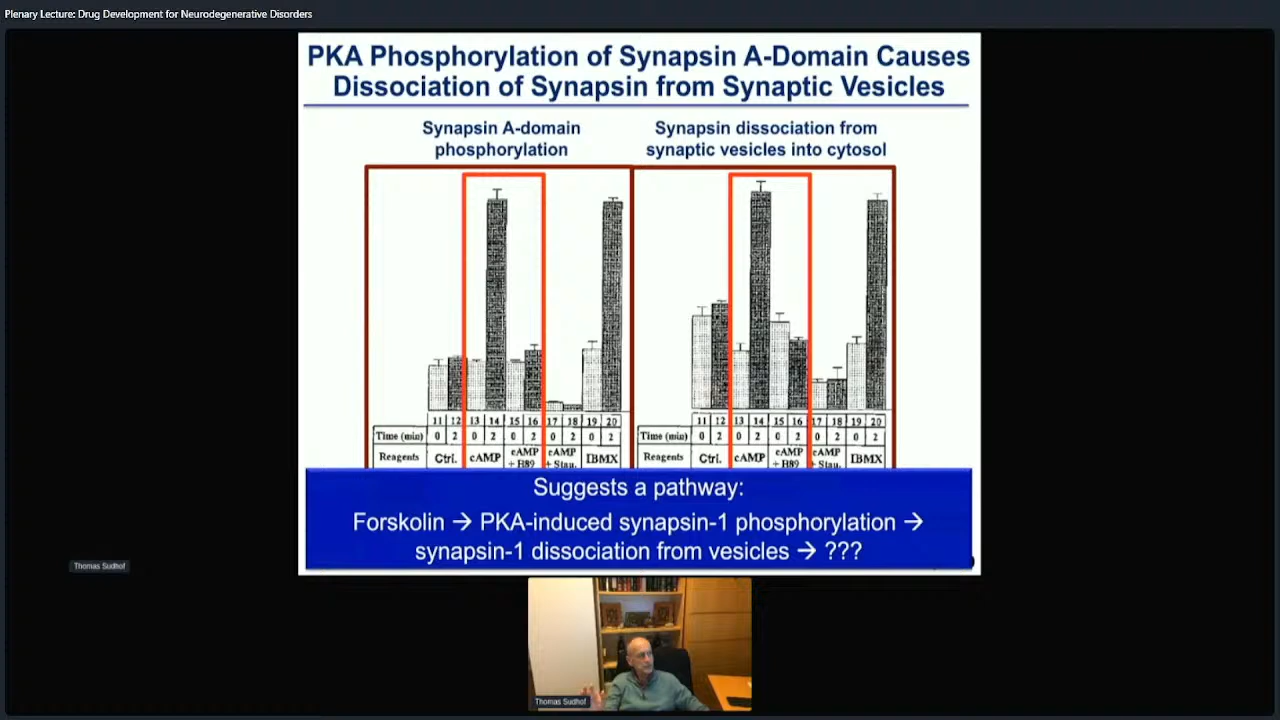 Plenary Lecture: Drug Development for Neurodegenerative Disorders
PKA Phosphorylation of Synapsin A-Domain Causes
Dissociation of Synapsin from Synaptic Vesicles
Synapsin A-domain
phosphorylation
11 12 13 14 15 16 17 18 19 20
Time (min) 0 2 0 2 0 2 0 2 0 2
Reagents Ctrl. cAMP cAMP + H89 cAMP + Stau. IBMX
Synapsin dissociation from
synaptic vesicles into cytosol
11 12 13 14 15 16 17 18 19 20
Time (min) 0 2 0 2 0 2 0 2 0 2
Reagents Ctrl. cAMP cAMP + H89 cAMP + Stau. IBMX
Suggests a pathway:
Forskolin → PKA-induced synapsin-1 phosphorylation →
synapsin-1 dissociation from vesicles → ???
Thomas Sudhof
Thomas Sudhof